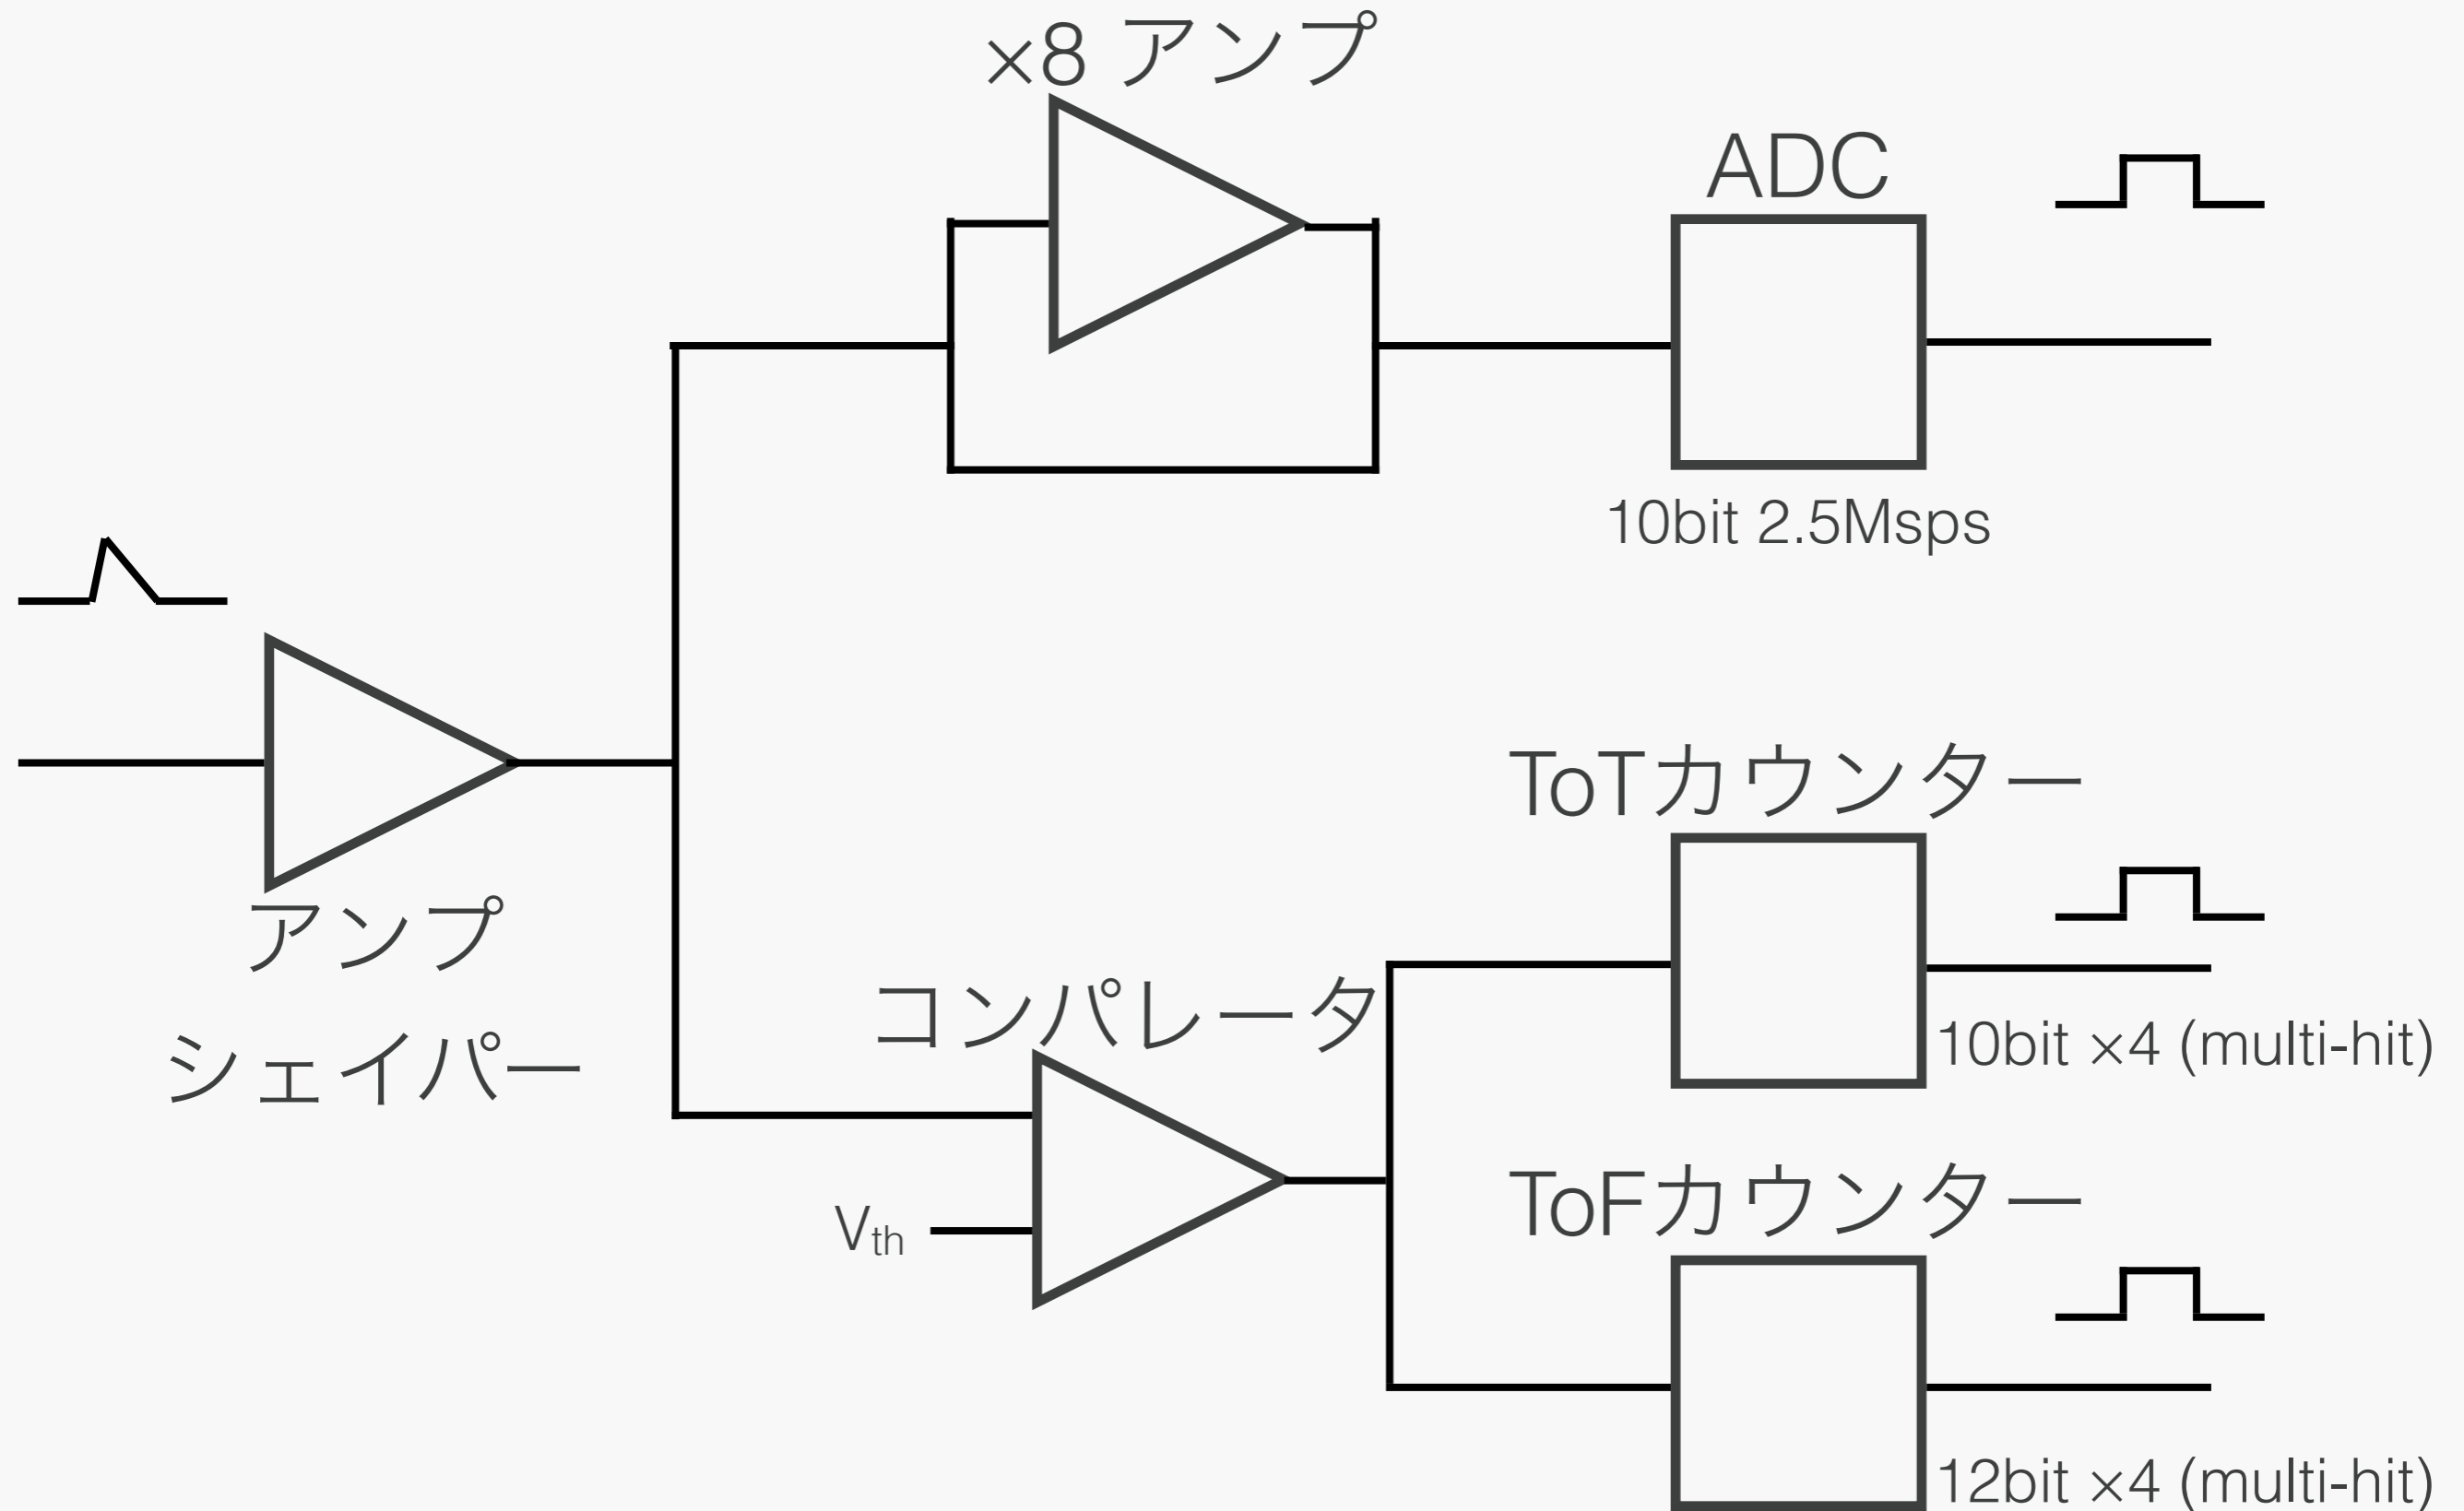 ×8 アンプ
ADC
10bit 2.5Msps
アンプ
シェイパー
コンパレータ
Vth
ToTカウンター
10bit ×4 (multi-hit)
ToFカウンター
12bit ×4 (multi-hit)